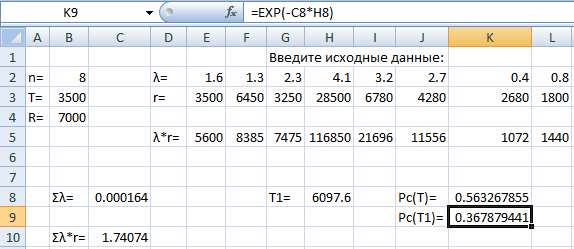 K9 fx =EXP(-C8*H8)
A B C D E F G H I J K L
1 Введите исходные данные:
2 n= 8 λ= 1.6 1.3 2.3 4.1 3.2 2.7 0.4 0.8
3 T= 3500 r= 3500 6450 3250 28500 6780 4280 2680 1800
4 R= 7000
5 λ*r= 5600 8385 7475 116850 21696 11556 1072 1440
6
7
8 Σλ= 0.000164 T1= 6097.6 Pc(T)= 0.563267855
9 Pc(T1)= 0.367879441
10 Σλ*r= 1.74074